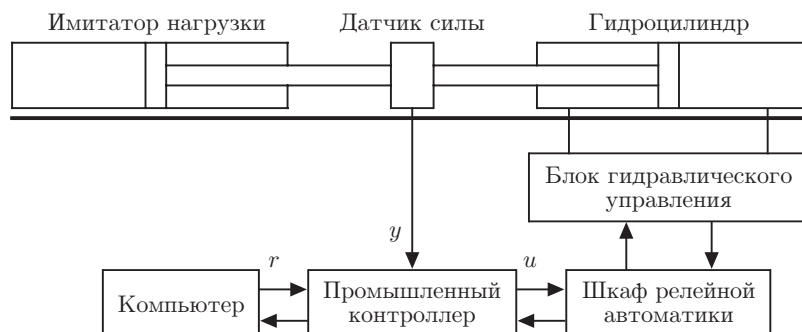 Имитатор нагрузки
Датчик силы
Гидроцилиндр
Блок гидравлического
управления
y
r
u
Компьютер
Промышленный
контроллер
Шкаф релейной
автоматики